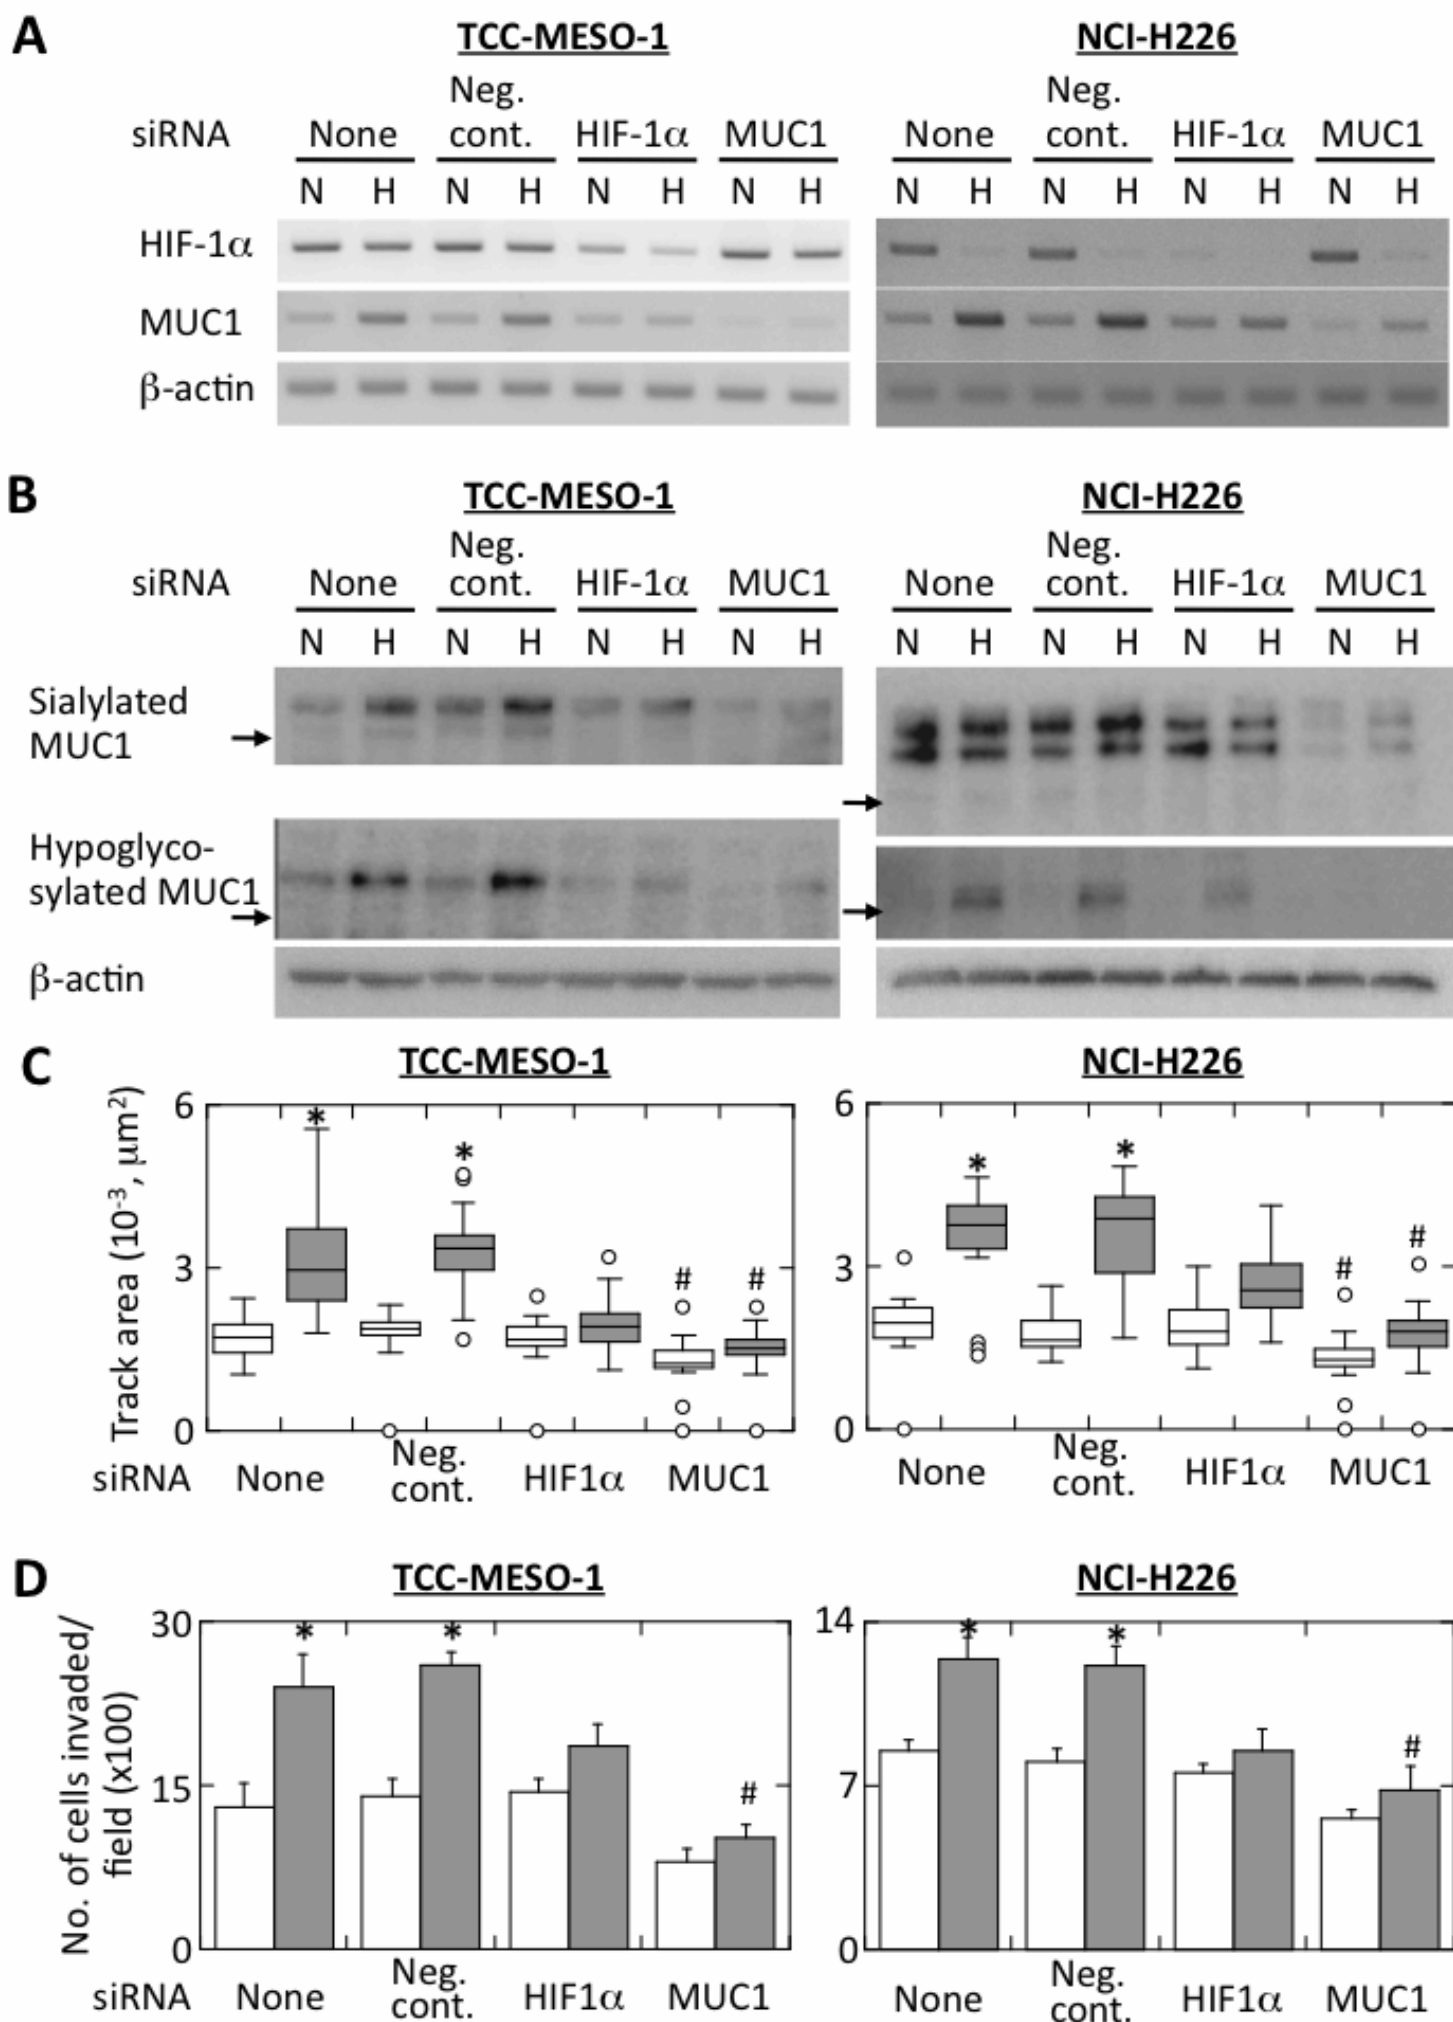 A
TCC-MESO-1 NCI-H226
siRNA None Neg. cont. HIF-1α MUC1 None Neg. cont. HIF-1α MUC1
N H N H N H N H N H N H N H N H
HIF-1α
MUC1
β-actin
B
TCC-MESO-1 NCI-H226
siRNA None Neg. cont. HIF-1α MUC1 None Neg. cont. HIF-1α MUC1
N H N H N H N H N H N H N H N H
Sialylated
MUC1
Hypoglyco-
sylated MUC1
β-actin
C
TCC-MESO-1 NCI-H226
Track area (10⁻³, μm²)
6 6
* * * *
3 # # 3 # #
0 0
siRNA None Neg. cont. HIF1α MUC1 None Neg. cont. HIF1α MUC1
D
TCC-MESO-1 NCI-H226
No. of cells invaded/
field (x100)
30 * * 14 * *
15 # 7 #
0 0
siRNA None Neg. cont. HIF1α MUC1 None Neg. cont. HIF1α MUC1